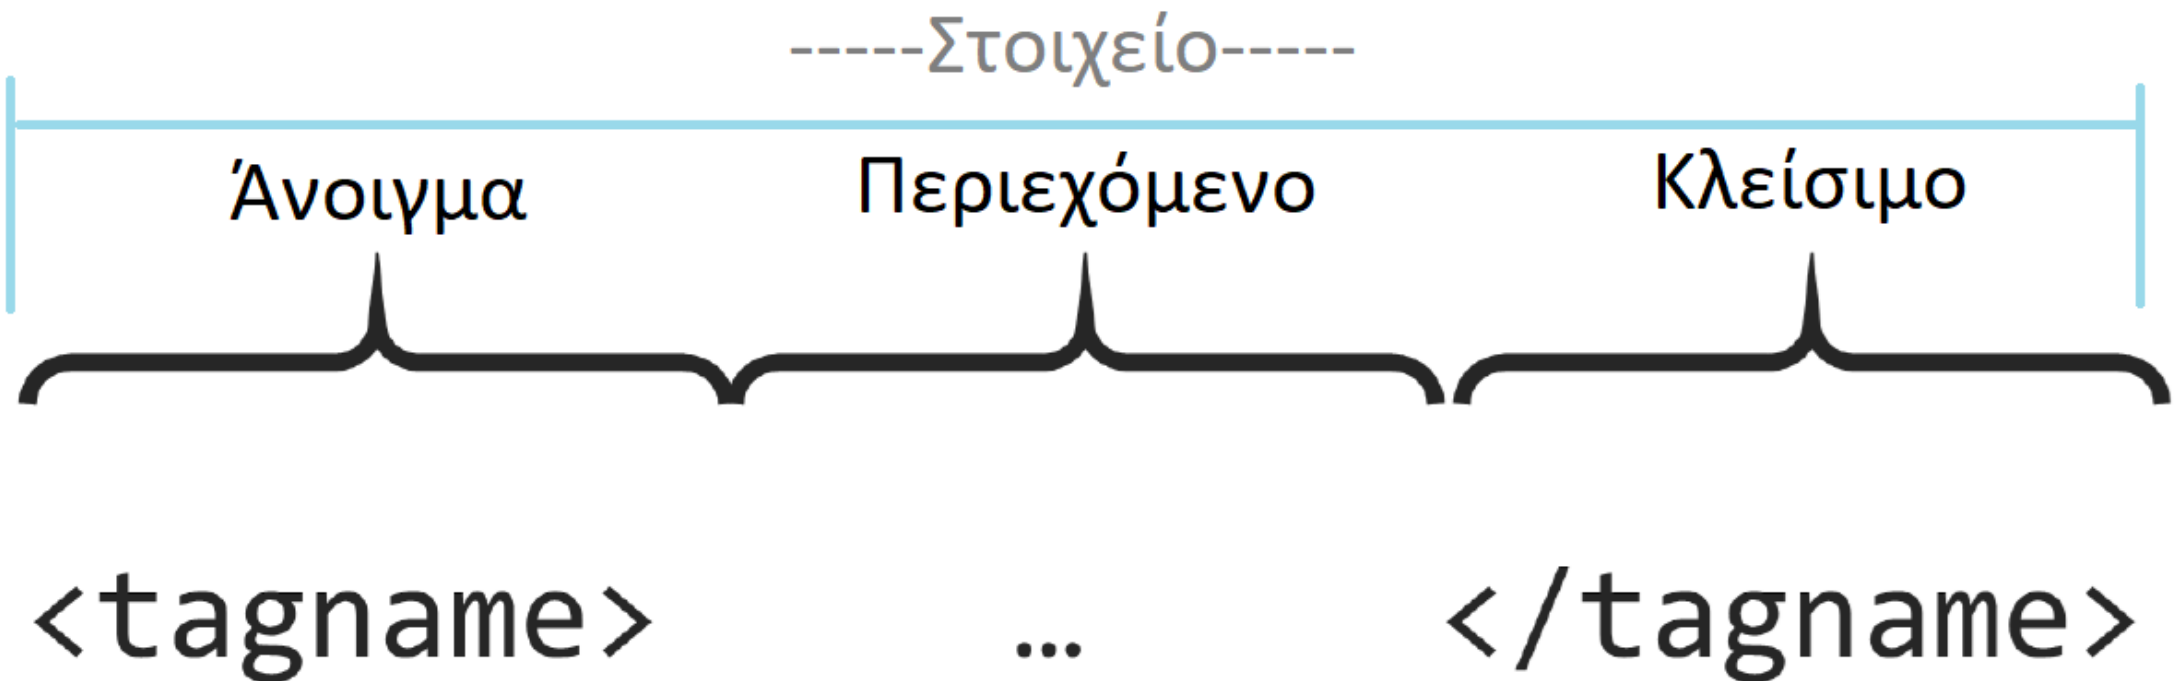 -----Στοιχείο-----
Άνοιγμα Περιεχόμενο Κλείσιμο
<tagname> ... </tagname>